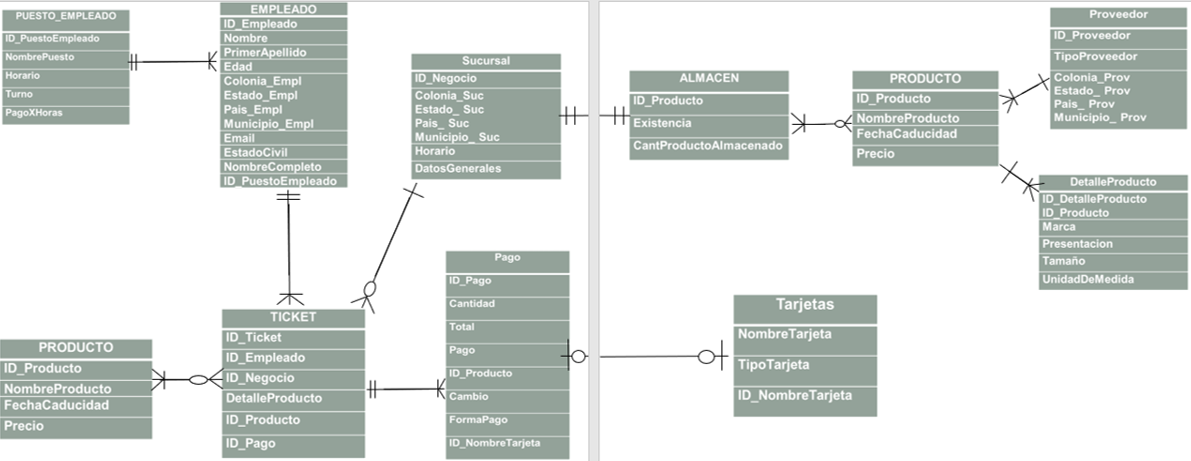 PUESTO_EMPLEADO
ID_PuestoEmpleado
NombrePuesto
Horario
Turno
PagoXHoras
EMPLEADO
ID_Empleado
Nombre
PrimerApellido
Edad
Colonia_Empl
Estado_Empl
Pais_Empl
Municipio_Empl
Email
EstadoCivil
NombreCompleto
ID_PuestoEmpleado
Sucursal
ID_Negocio
Colonia_Suc
Estado_ Suc
Pais_ Suc
Municipio_ Suc
Horario
DatosGenerales
ALMACEN
ID_Producto
Existencia
CantProductoAlmacenado
PRODUCTO
ID_Producto
NombreProducto
FechaCaducidad
Precio
Proveedor
ID_Proveedor
TipoProveedor
Colonia_Prov
Estado_ Prov
Pais_ Prov
Municipio_ Prov
DetalleProducto
ID_DetalleProducto
ID_Producto
Marca
Presentacion
Tamaño
UnidadDeMedida
PRODUCTO
ID_Producto
NombreProducto
FechaCaducidad
Precio
TICKET
ID_Ticket
ID_Empleado
ID_Negocio
DetalleProducto
ID_Producto
ID_Pago
Pago
ID_Pago
Cantidad
Total
Pago
ID_Producto
Cambio
FormaPago
ID_NombreTarjeta
Tarjetas
NombreTarjeta
TipoTarjeta
ID_NombreTarjeta